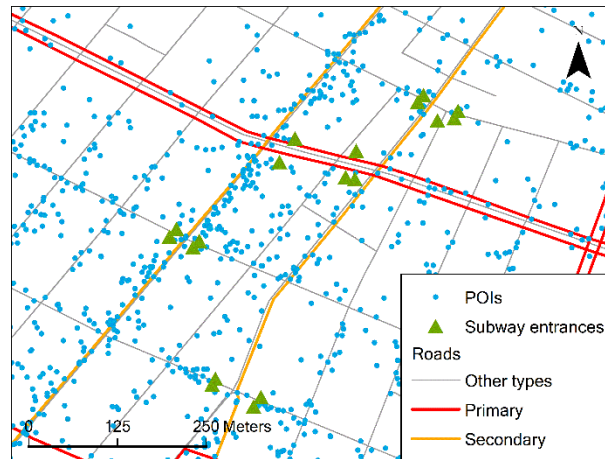 N
POIs
Subway entrances
Roads
Other types
Primary
Secondary
0 125 250 Meters